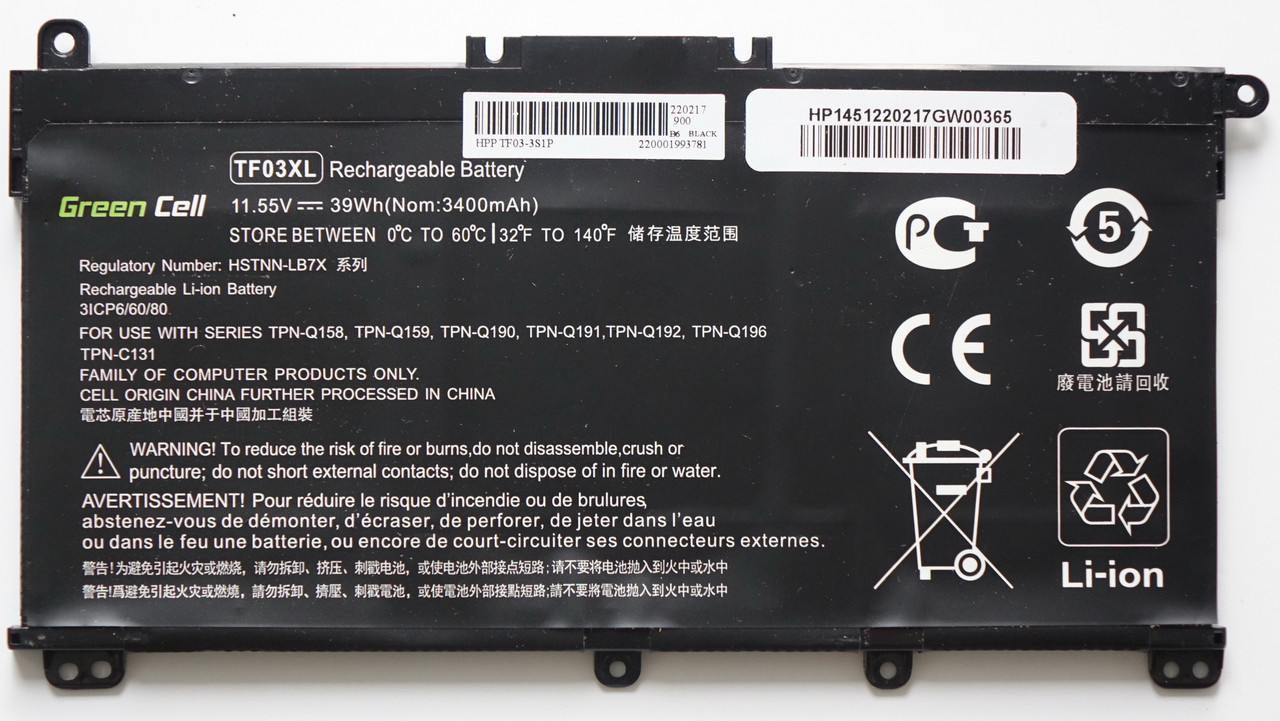 220217
900
B6 BLACK
HPP TF03-3S1P 220001993781
HP1451220217GW00365
TF03XL Rechargeable Battery
Green Cell
11.55V 39Wh(Nom:3400mAh)
STORE BETWEEN 0°C TO 60°C|32°F TO 140°F 储存温度范围
Regulatory Number: HSTNN-LB7X 系列
Rechargeable Li-ion Battery
3ICP6/60/80
FOR USE WITH SERIES TPN-Q158, TPN-Q159, TPN-Q190, TPN-Q191,TPN-Q192, TPN-Q196
TPN-C131
FAMILY OF COMPUTER PRODUCTS ONLY.
CELL ORIGIN CHINA FURTHER PROCESSED IN CHINA
電芯原産地中國并于中國加工組裝
WARNING! To reduce the risk of fire or burns,do not disassemble,crush or
puncture; do not short external contacts; do not dispose of in fire or water.
AVERTISSEMENT! Pour réduire le risque d'incendie ou de brulures,
abstenez-vous de démonter, d'écraser, de perforer, de jeter dans l'eau
ou dans le feu une batterie, ou encore de court-circuiter ses connecteurs externes.
警告!为避免引起火灾或燃烧，请勿拆卸、挤压、刺戳电池，或使电池外部接点短路;请不要将电池抛入到火中或水中
警告!爲避免引起火灾或燃燒，請勿拆卸、擠壓、刺戳電池，或使電池外部接點短路;請不要將電池抛入到火中或水中
PCT
5
CE
廢電池請回收
Li-ion